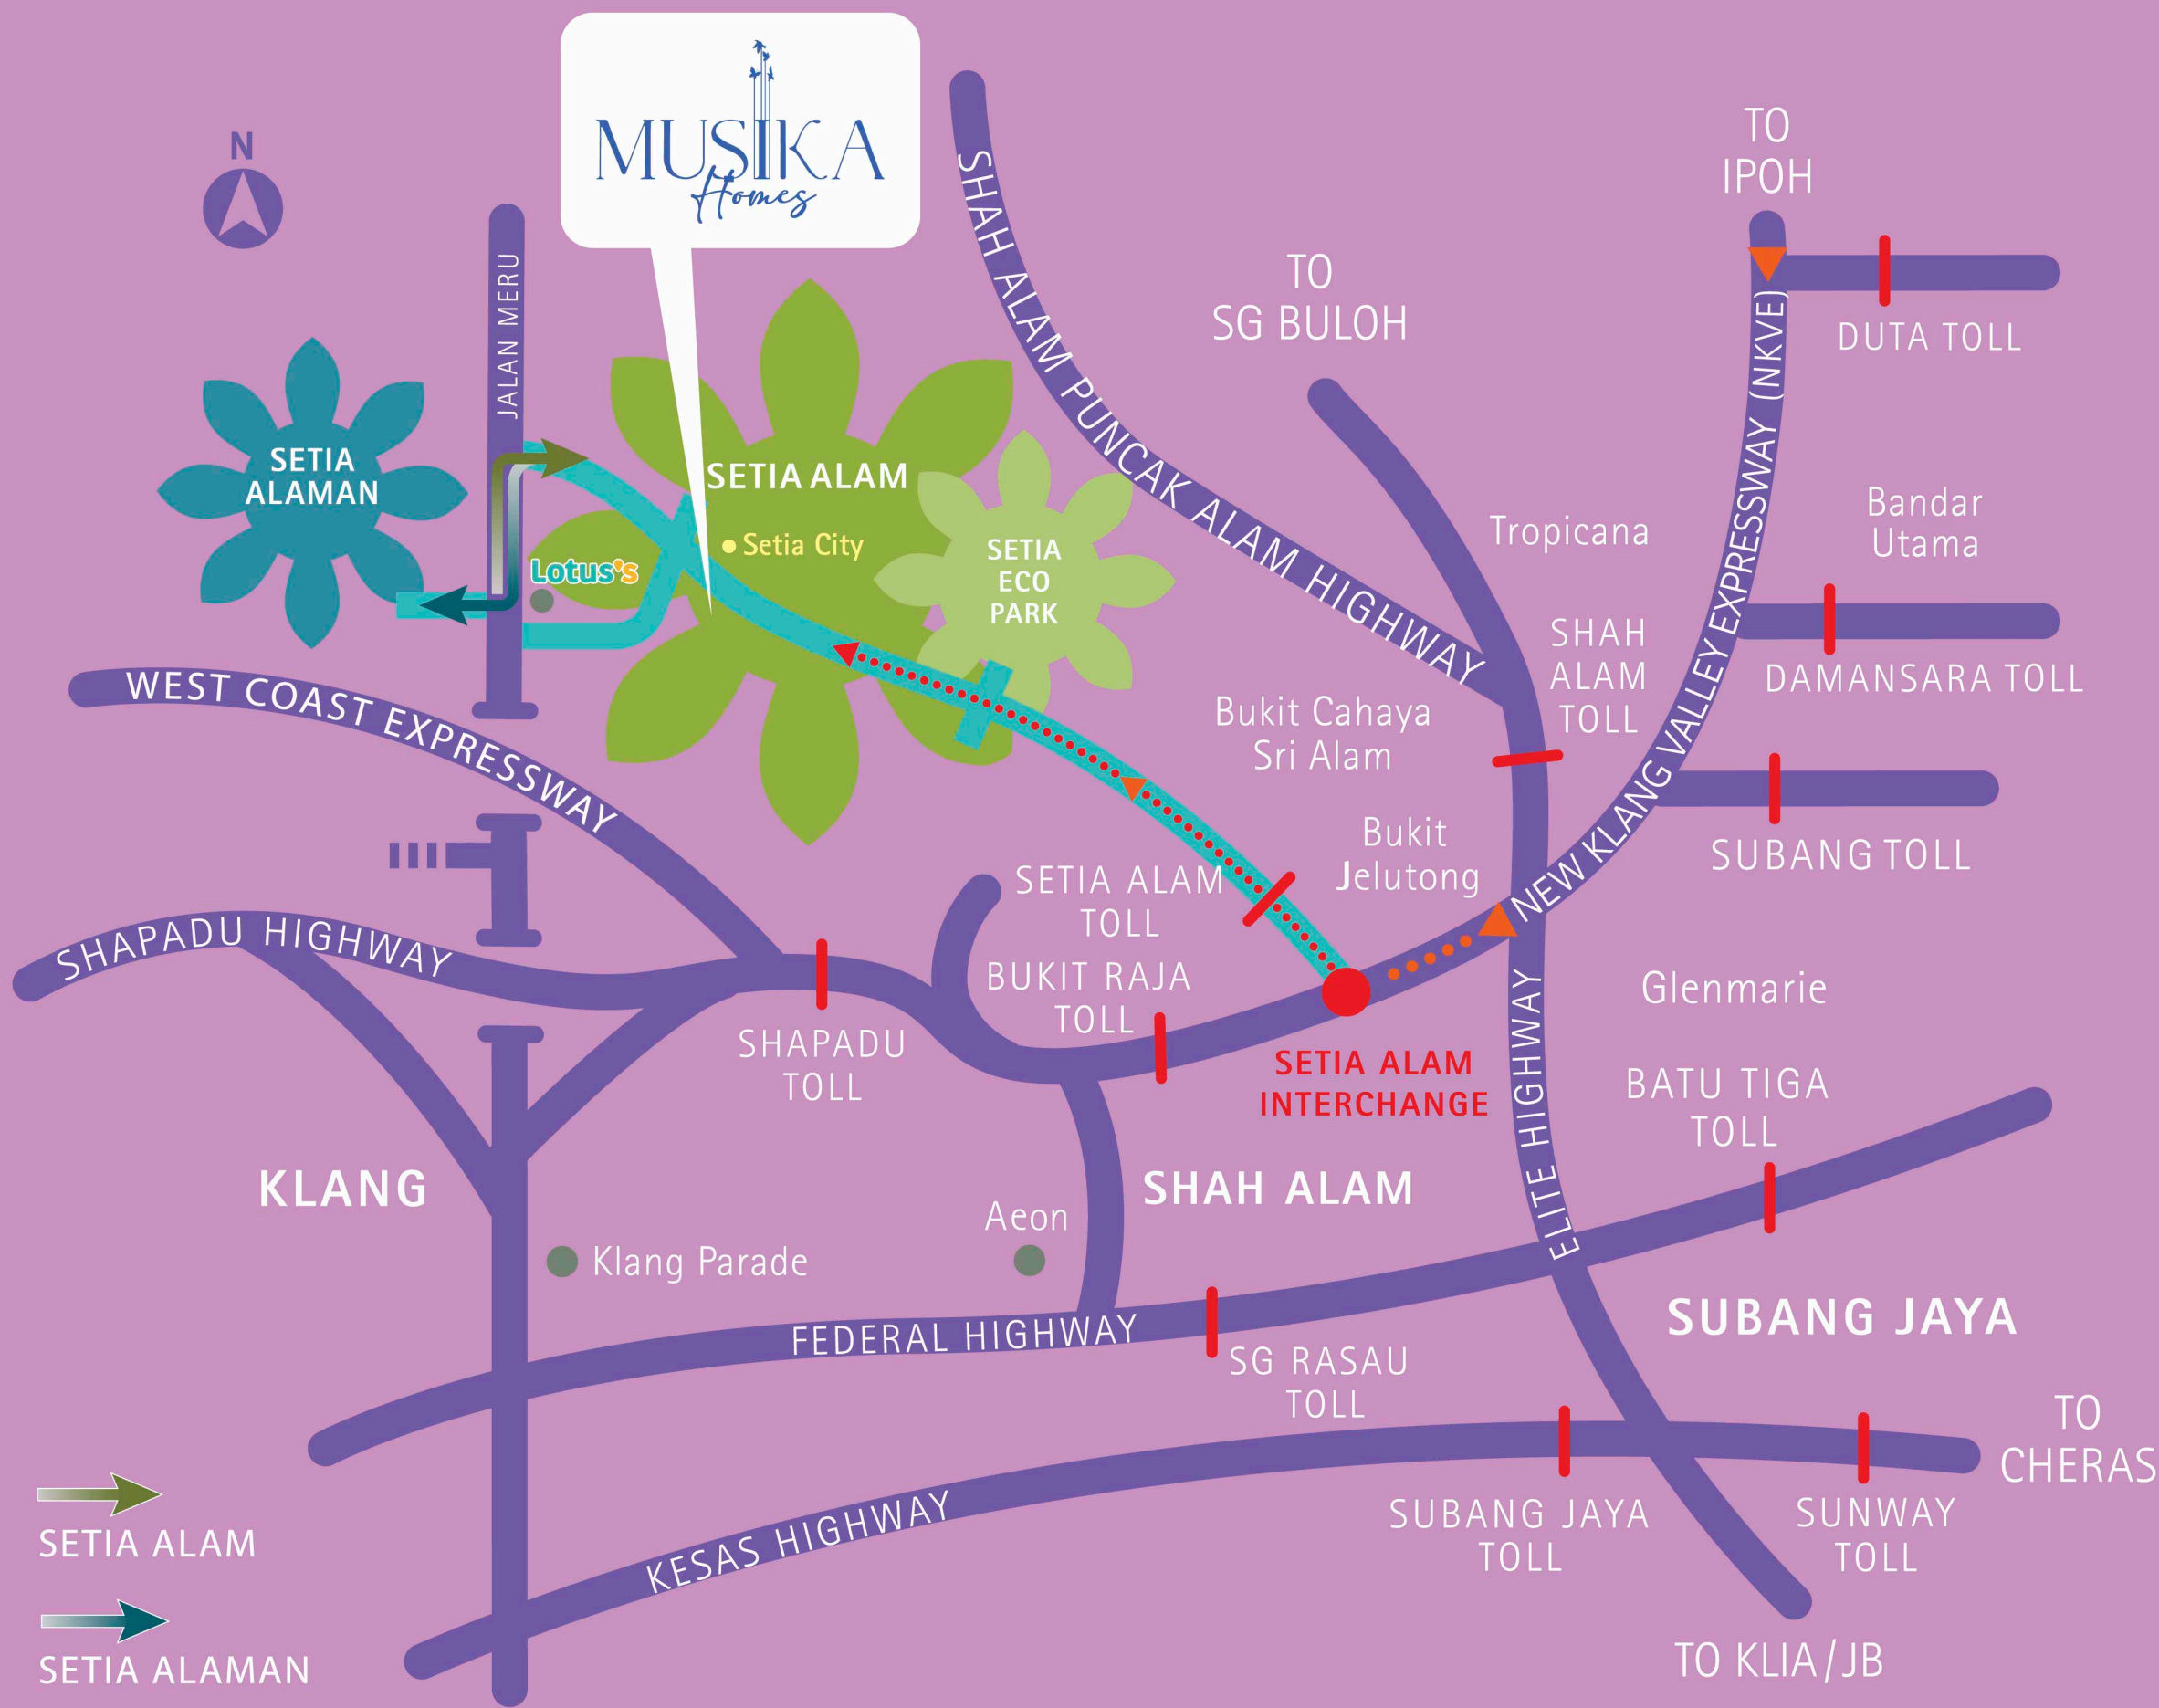 MUSIKA
Homes
N
TO
IPOH
JALAN MERU
SHAH ALAM PUNCAK ALAM HIGHWAY
TO
SG BULOH
DUTA TOLL
NEW KLANG VALLEY EXPRESSWAY (NKVE)
SETIA
ALAMAN
SETIA ALAM
Setia City
Lotus's
SETIA
ECO
PARK
Tropicana
Bandar
Utama
SHAH
ALAM
TOLL
DAMANSARA TOLL
WEST COAST EXPRESSWAY
Bukit Cahaya
Sri Alam
Bukit
Jelutong
SUBANG TOLL
SETIA ALAM
TOLL
SHAPADU HIGHWAY
BUKIT RAJA
TOLL
Glenmarie
SHAPADU
TOLL
SETIA ALAM
INTERCHANGE
ELITE HIGHWAY
BATU TIGA
TOLL
KLANG
SHAH ALAM
Aeon
Klang Parade
FEDERAL HIGHWAY
SUBANG JAYA
SG RASAU
TOLL
TO
CHERAS
KESAS HIGHWAY
SUBANG JAYA
TOLL
SUNWAY
TOLL
SETIA ALAM
SETIA ALAMAN
TO KLIA/JB